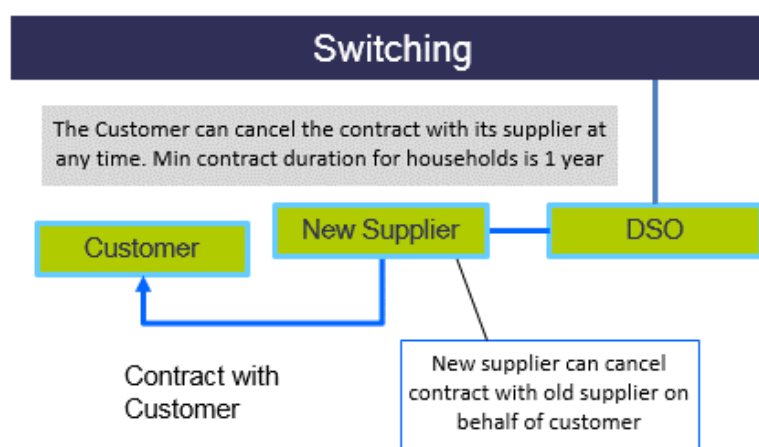 Switching
The Customer can cancel the contract with its supplier at
any time. Min contract duration for households is 1 year
Customer
New Supplier
DSO
Contract with
Customer
New supplier can cancel
contract with old supplier on
behalf of customer